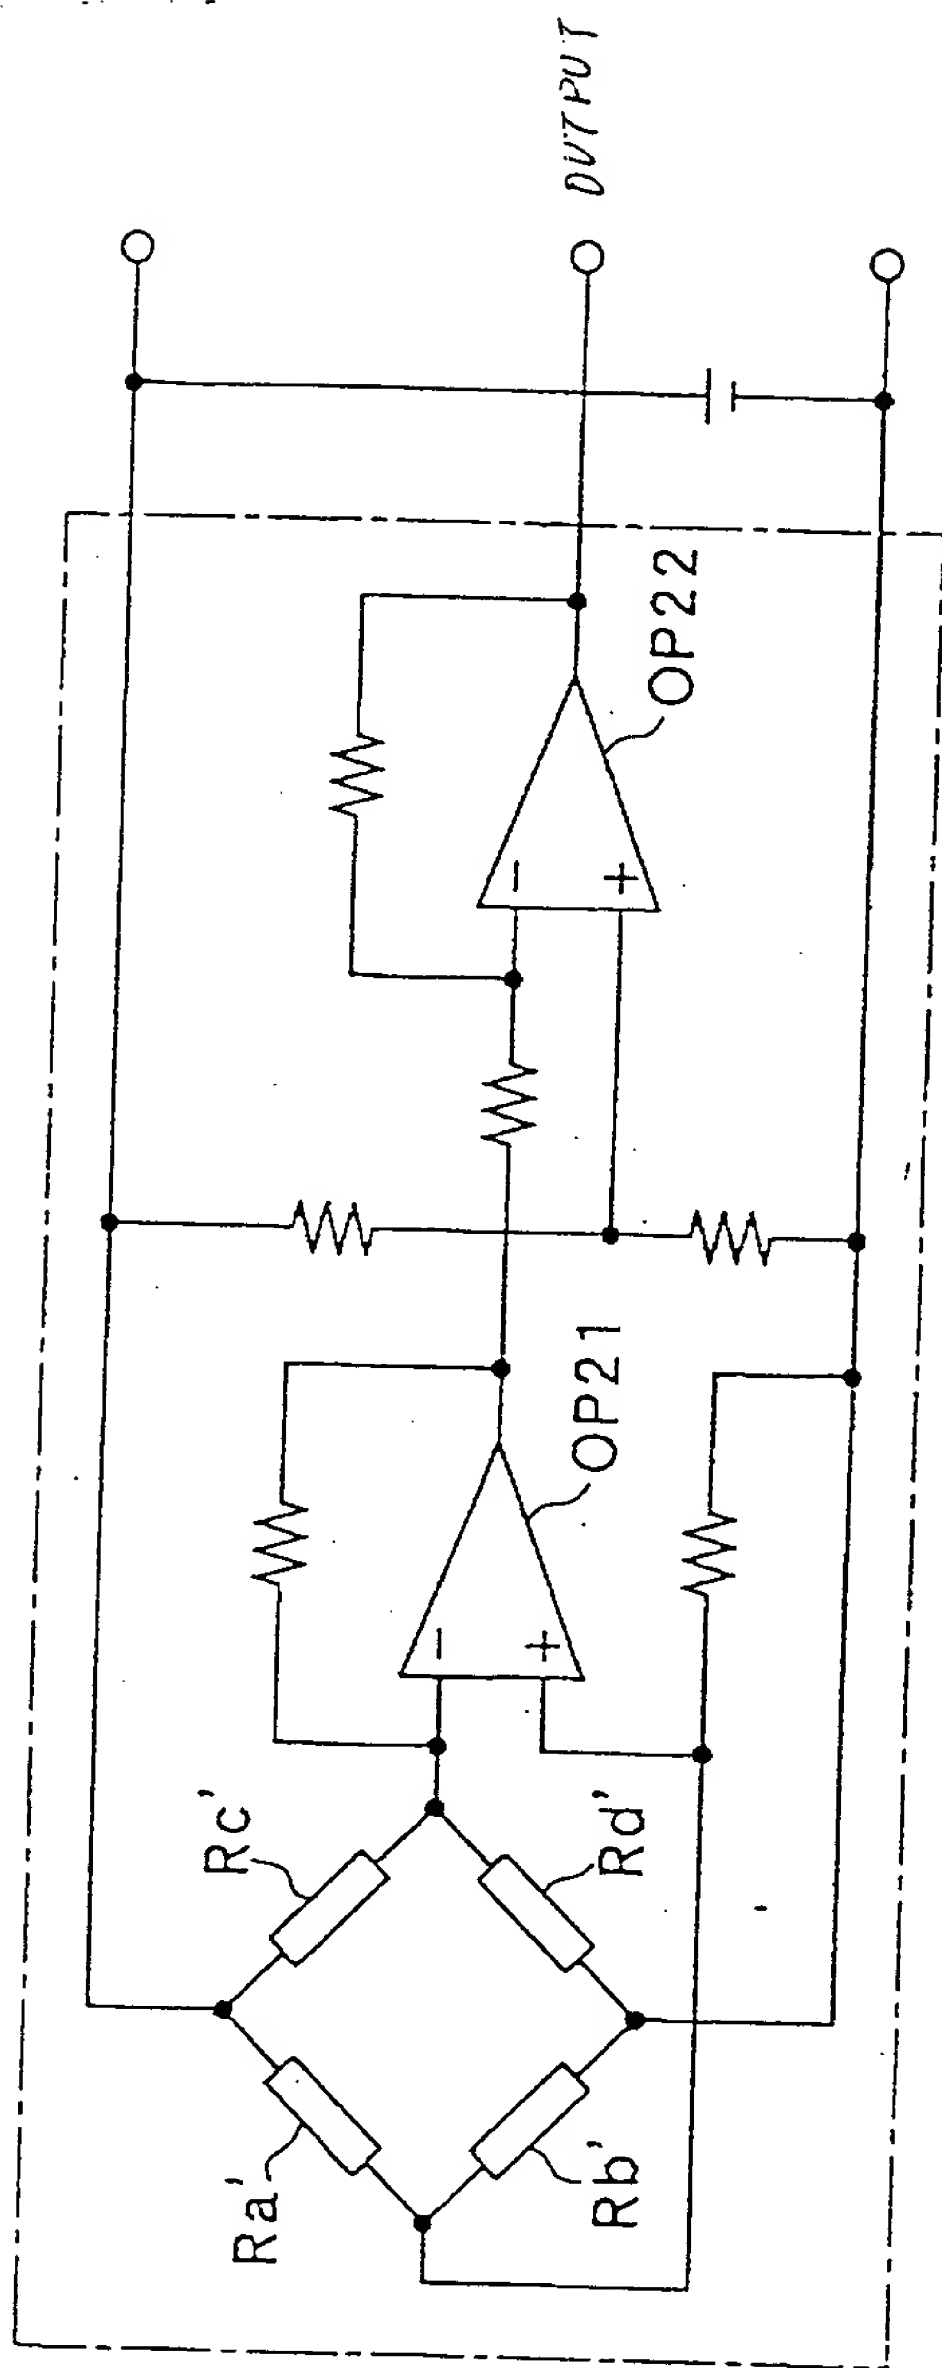 Ra'
Rc'
Rb'
Rd'
−
+
OP21
−
+
OP22
OUTPUT